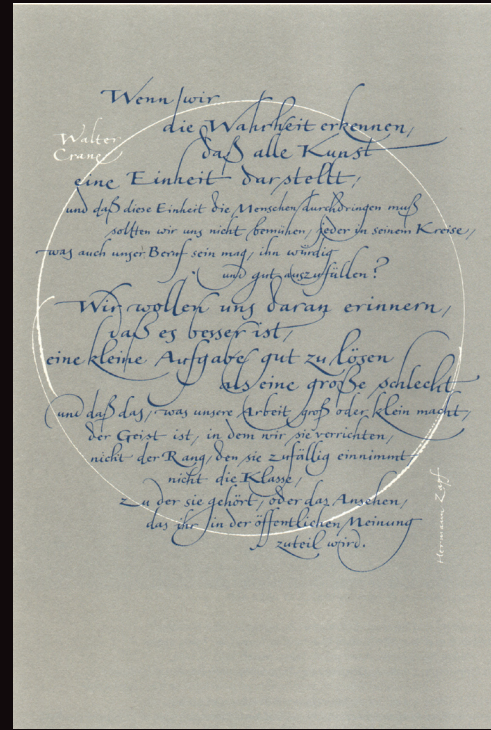 Wenn wir
die Wahrheit erkennen,
Walter
Crane
daß alle Kunst
eine Einheit darstellt,
und daß diese Einheit die Menschen durchdringen muß
sollten wir uns nicht bemühen, jeder in seinem Kreise,
was auch unser Beruf sein mag, ihn würdig
und gut auszufüllen?
Wir wollen uns daran erinnern,
daß es besser ist,
eine kleine Aufgabe gut zu lösen
als eine große schlecht
und daß das, was unsere Arbeit groß oder klein macht,
der Geist ist, in dem wir sie verrichten,
nicht der Rang, den sie zufällig einnimmt
nicht die Klasse,
zu der sie gehört, oder das Ansehen,
das ihr in der öffentlichen Meinung
zuteil wird.
Hermann Zapf